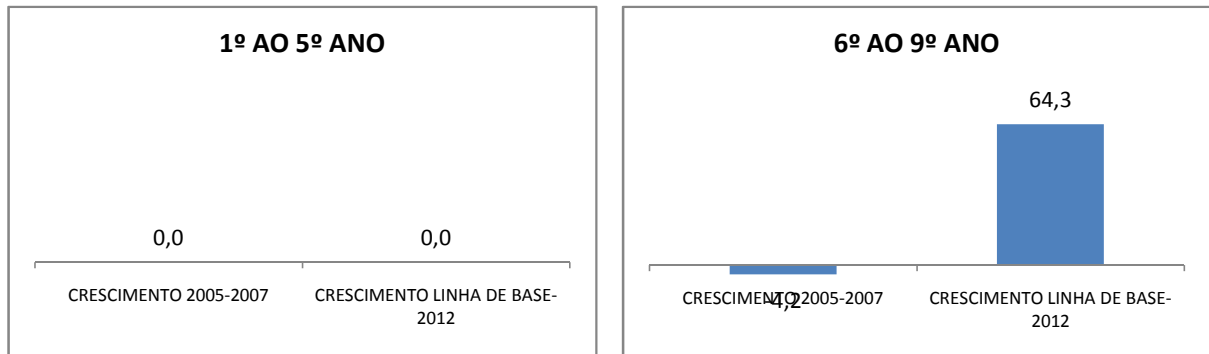 1º AO 5º ANO
0,0
0,0
CRESCIMENTO 2005-2007
CRESCIMENTO LINHA DE BASE-
2012
6º AO 9º ANO
64,3
-4,2
CRESCIMENTO 2005-2007
CRESCIMENTO LINHA DE BASE-
2012